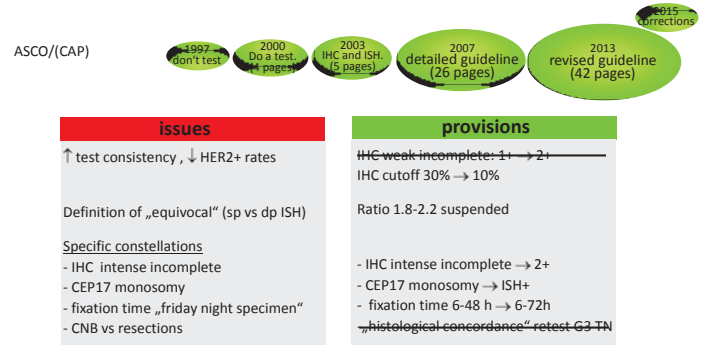 2015
corrections
ASCO/(CAP)
1997
don't test
2000
Do a test.
(4 pages)
2003
IHC and ISH.
(5 pages)
2007
detailed guideline
(26 pages)
2013
revised guideline
(42 pages)
issues
↑ test consistency , ↓ HER2+ rates
Definition of „equivocal“ (sp vs dp ISH)
Specific constellations
- IHC intense incomplete
- CEP17 monosomy
- fixation time „friday night specimen“
- CNB vs resections
provisions
IHC weak incomplete: 1+ → 2+
IHC cutoff 30% → 10%
Ratio 1.8-2.2 suspended
- IHC intense incomplete → 2+
- CEP17 monosomy → ISH+
- fixation time 6-48 h → 6-72h
- „histological concordance“ retest G3 TN